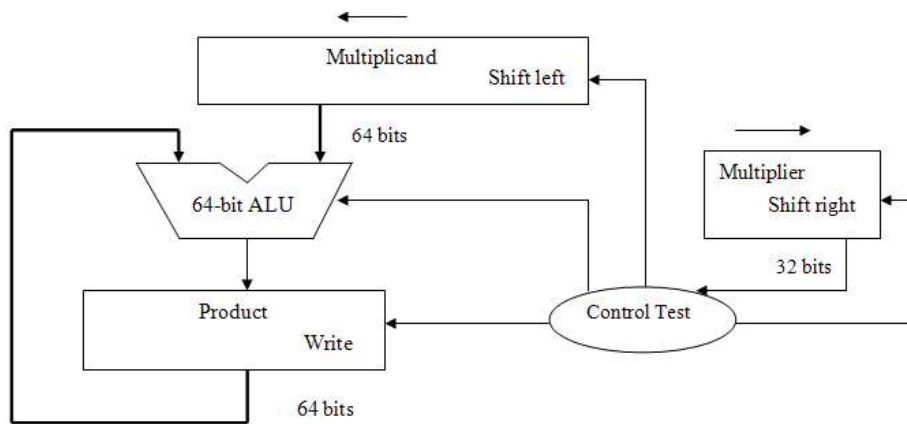 Multiplicand
Shift left
64 bits
Multiplier
Shift right
64-bit ALU
32 bits
Product
Write
Control Test
64 bits